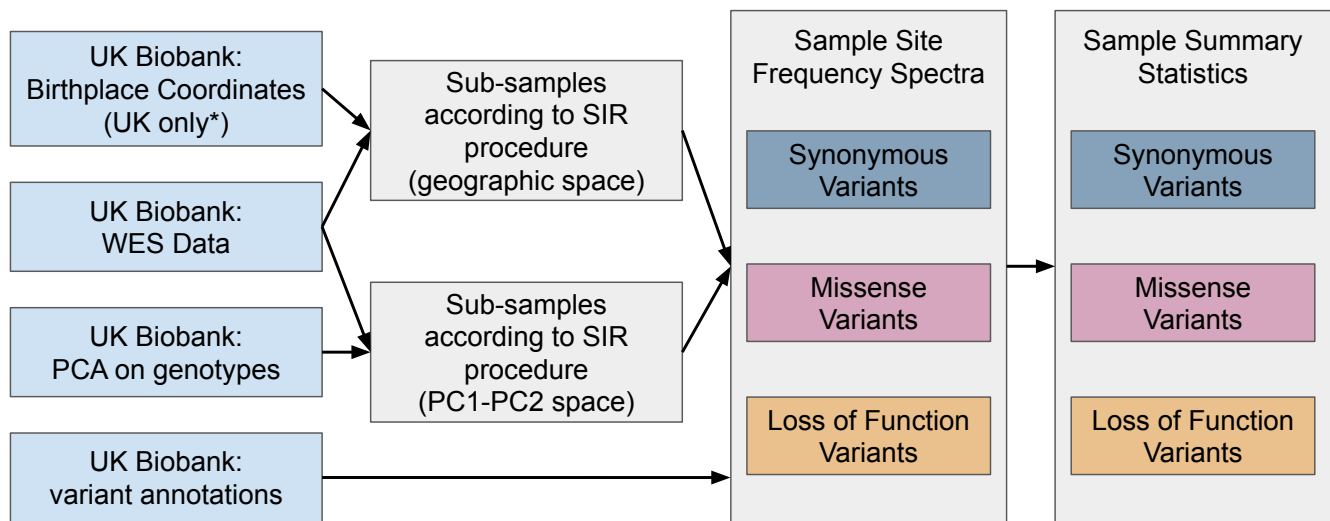 UK Biobank:
Birthplace Coordinates
(UK only*)
UK Biobank:
WES Data
UK Biobank:
PCA on genotypes
UK Biobank:
variant annotations
Sub-samples
according to SIR
procedure
(geographic space)
Sub-samples
according to SIR
procedure
(PC1-PC2 space)
Sample Site
Frequency Spectra
Synonymous
Variants
Missense
Variants
Loss of Function
Variants
Sample Summary
Statistics
Synonymous
Variants
Missense
Variants
Loss of Function
Variants